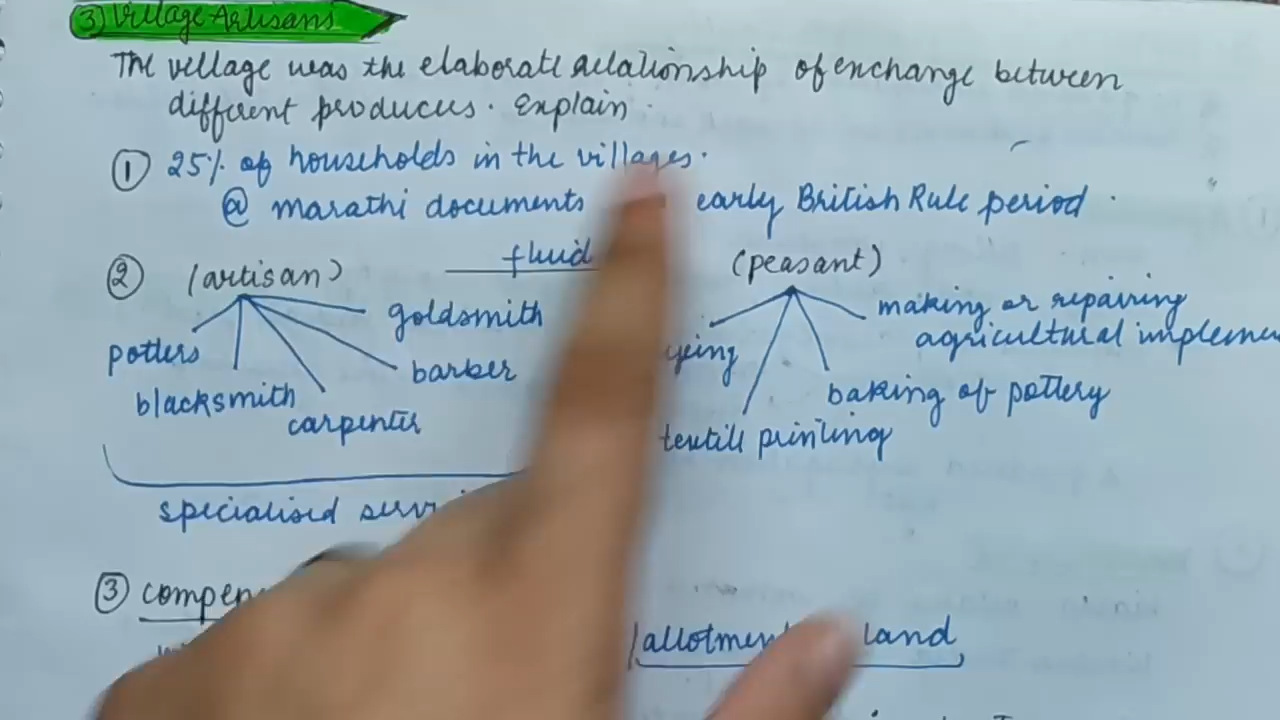 ③ Village Artisans
The village was the elaborate relationship of exchange between
different producers. Explain.
① 25% of households in the villages.
@ marathi documents early British Rule period
② (artisan) fluid (peasant)
potters
blacksmith
carpenter
barber
goldsmith
textile printing
baking of pottery
making or repairing
agricultural
specialised
③
/allotment land